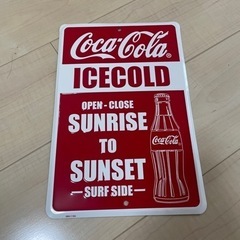 Coca-Cola®
ICECOLD
OPEN - CLOSE
SUNRISE
TO
SUNSET
— SURF SIDE —
Coca-Cola